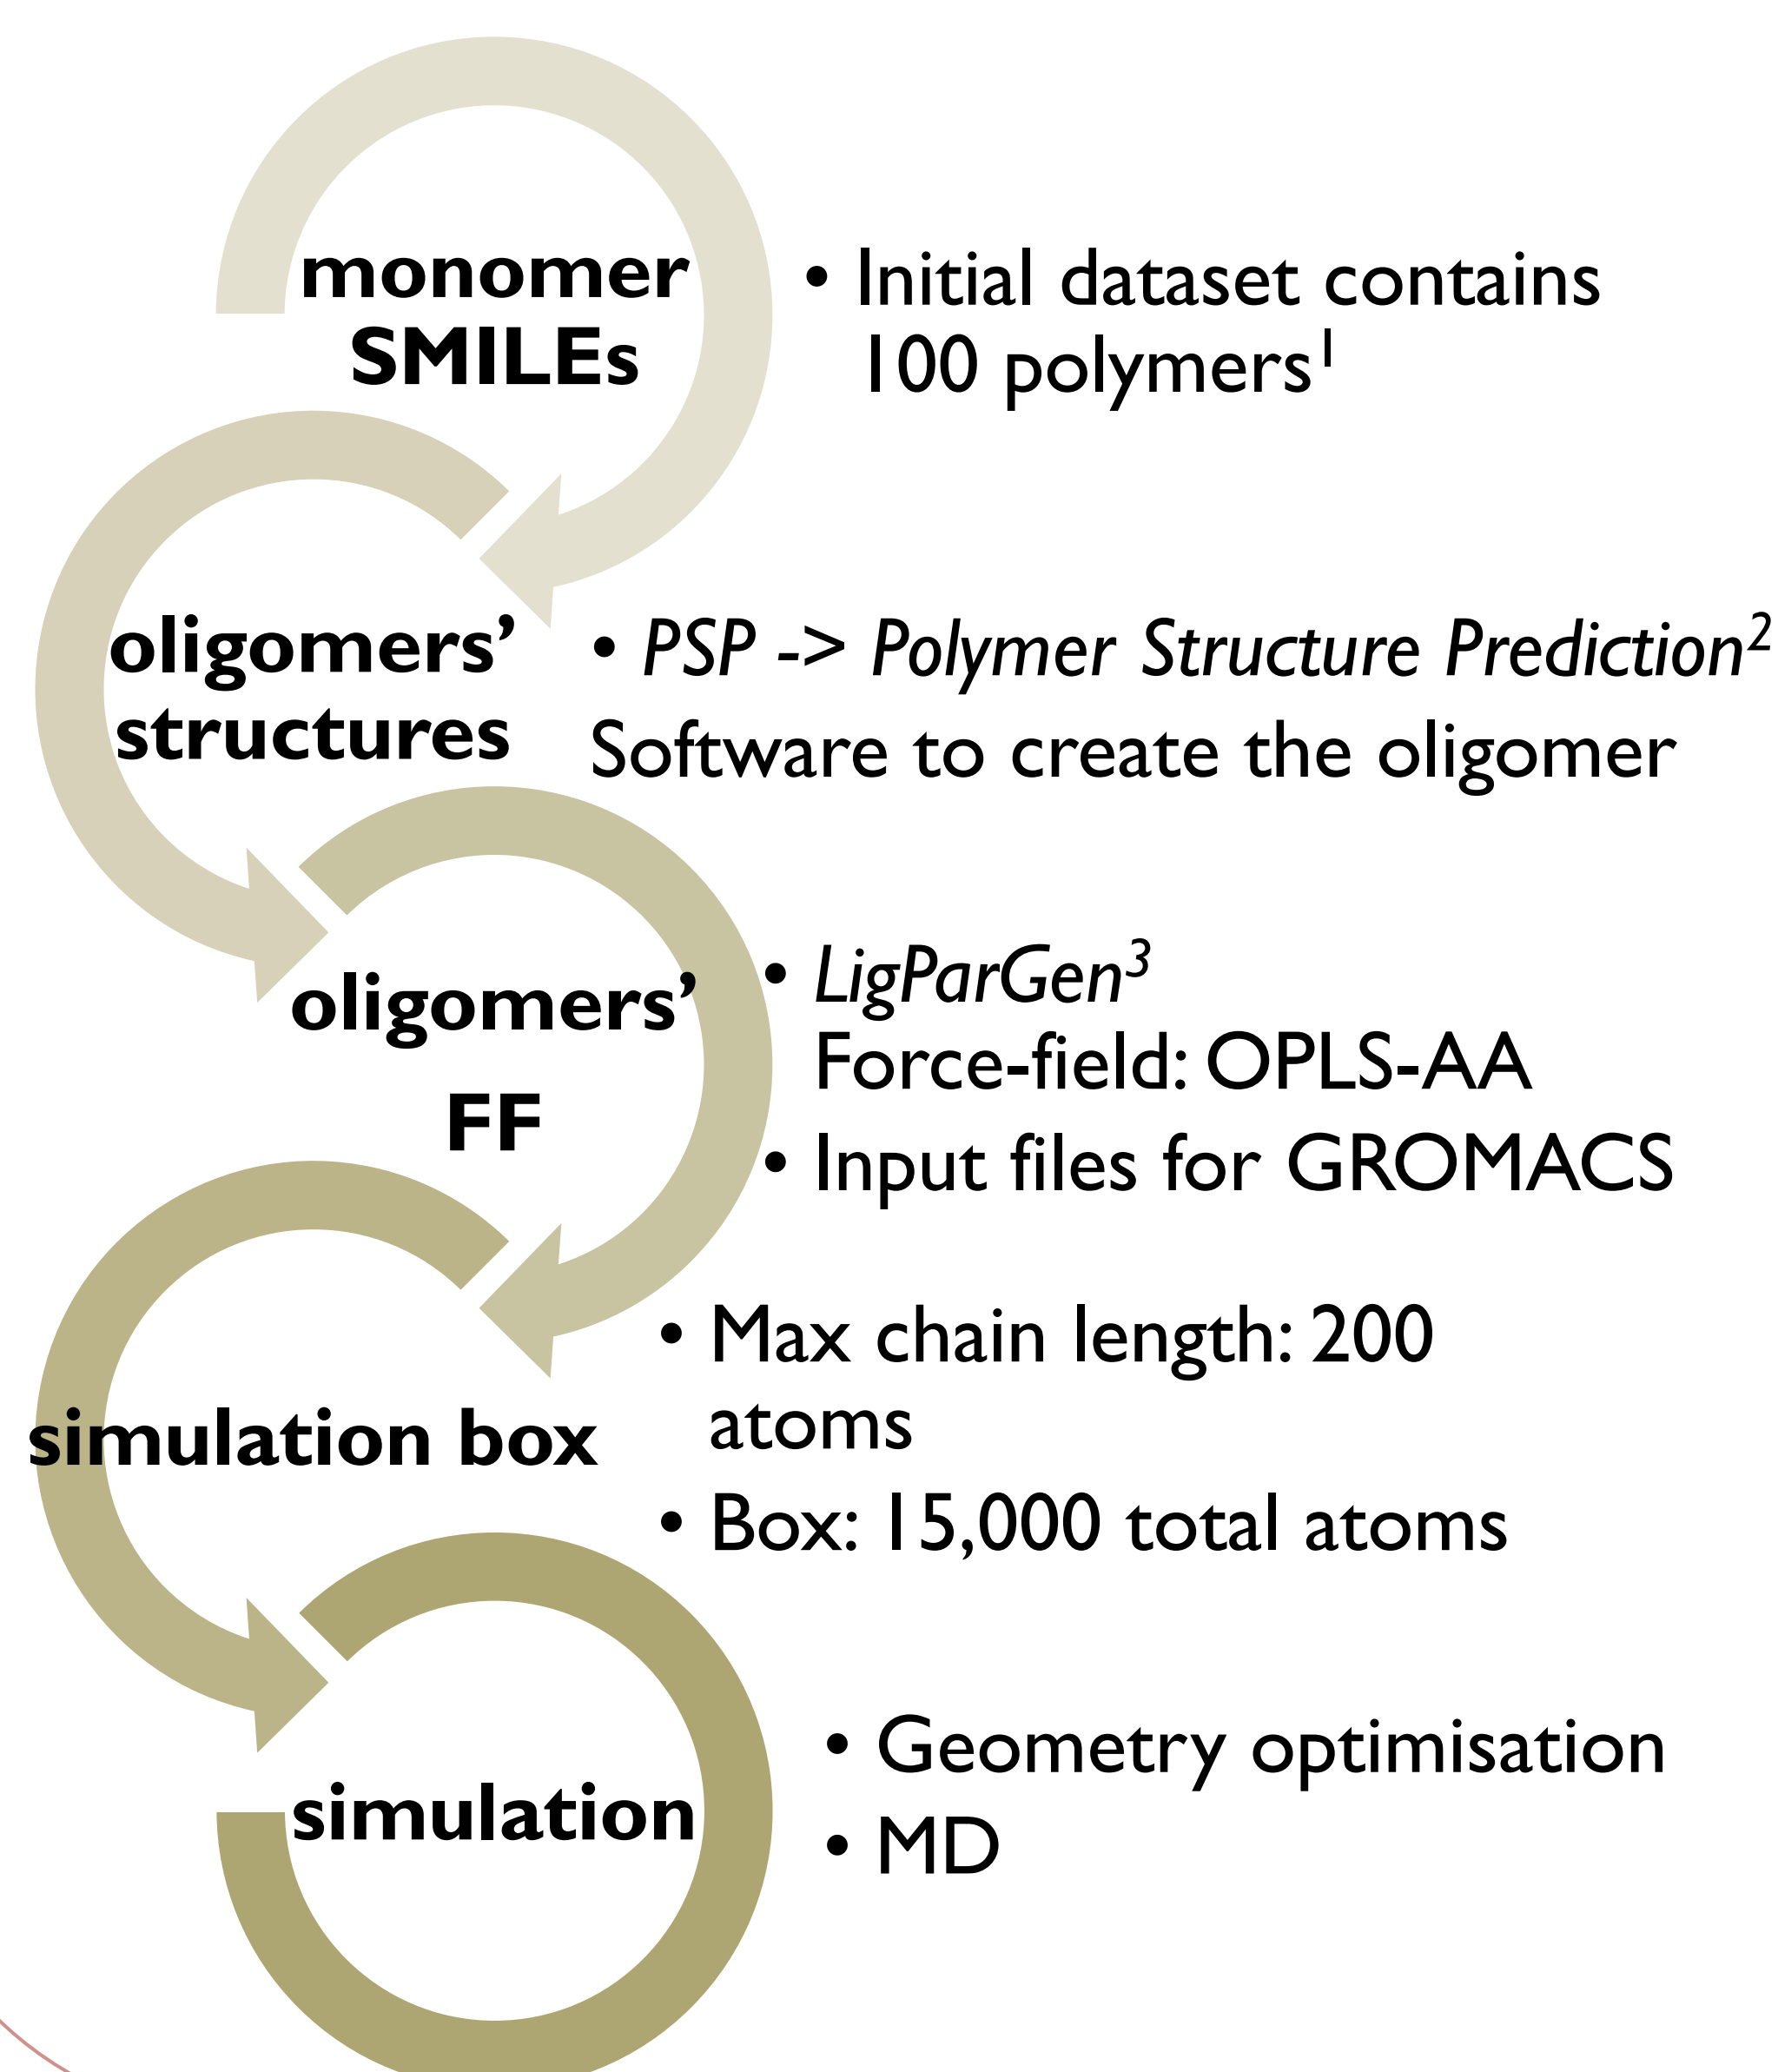 monomer
SMILEs
• Initial dataset contains
100 polymers¹
oligomers’
structures
• PSP -> Polymer Structure Prediction²
Software to create the oligomer
oligomers’
FF
• LigParGen³
Force-field: OPLS-AA
• Input files for GROMACS
simulation box
• Max chain length: 200
atoms
• Box: 15,000 total atoms
simulation
• Geometry optimisation
• MD